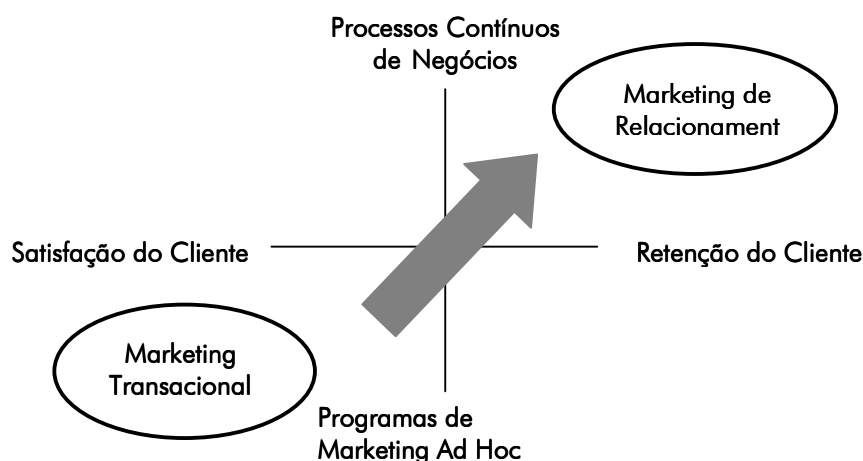 Processos Contínuos
de Negócios
Marketing de
Relacionament
Satisfação do Cliente
Retenção do Cliente
Marketing
Transacional
Programas de
Marketing Ad Hoc